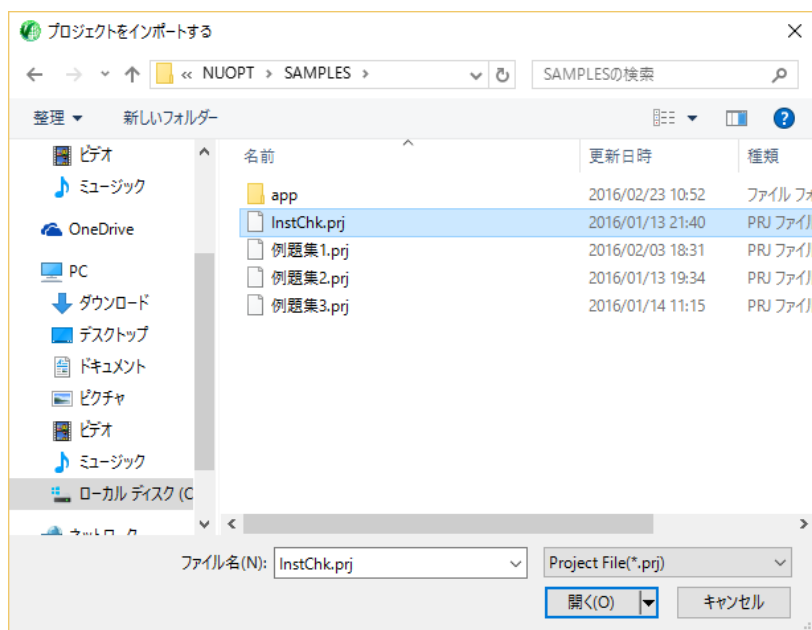 プロジェクトをインポートする
« NUOPT > SAMPLES >
SAMPLESの検索
整理
新しいフォルダー
ビデオ
ミュージック
OneDrive
PC
ダウンロード
デスクトップ
ドキュメント
ピクチャ
ビデオ
ミュージック
ローカル ディスク (C
ネットワーク
名前 更新日時 種類
app 2016/02/23 10:52 ファイル フォ
InstChk.prj 2016/01/13 21:40 PRJ ファイル
例題集1.prj 2016/02/03 18:31 PRJ ファイル
例題集2.prj 2016/01/13 19:34 PRJ ファイル
例題集3.prj 2016/01/14 11:15 PRJ ファイル
ファイル名(N): InstChk.prj Project File(*.prj)
開く(O) キャンセル